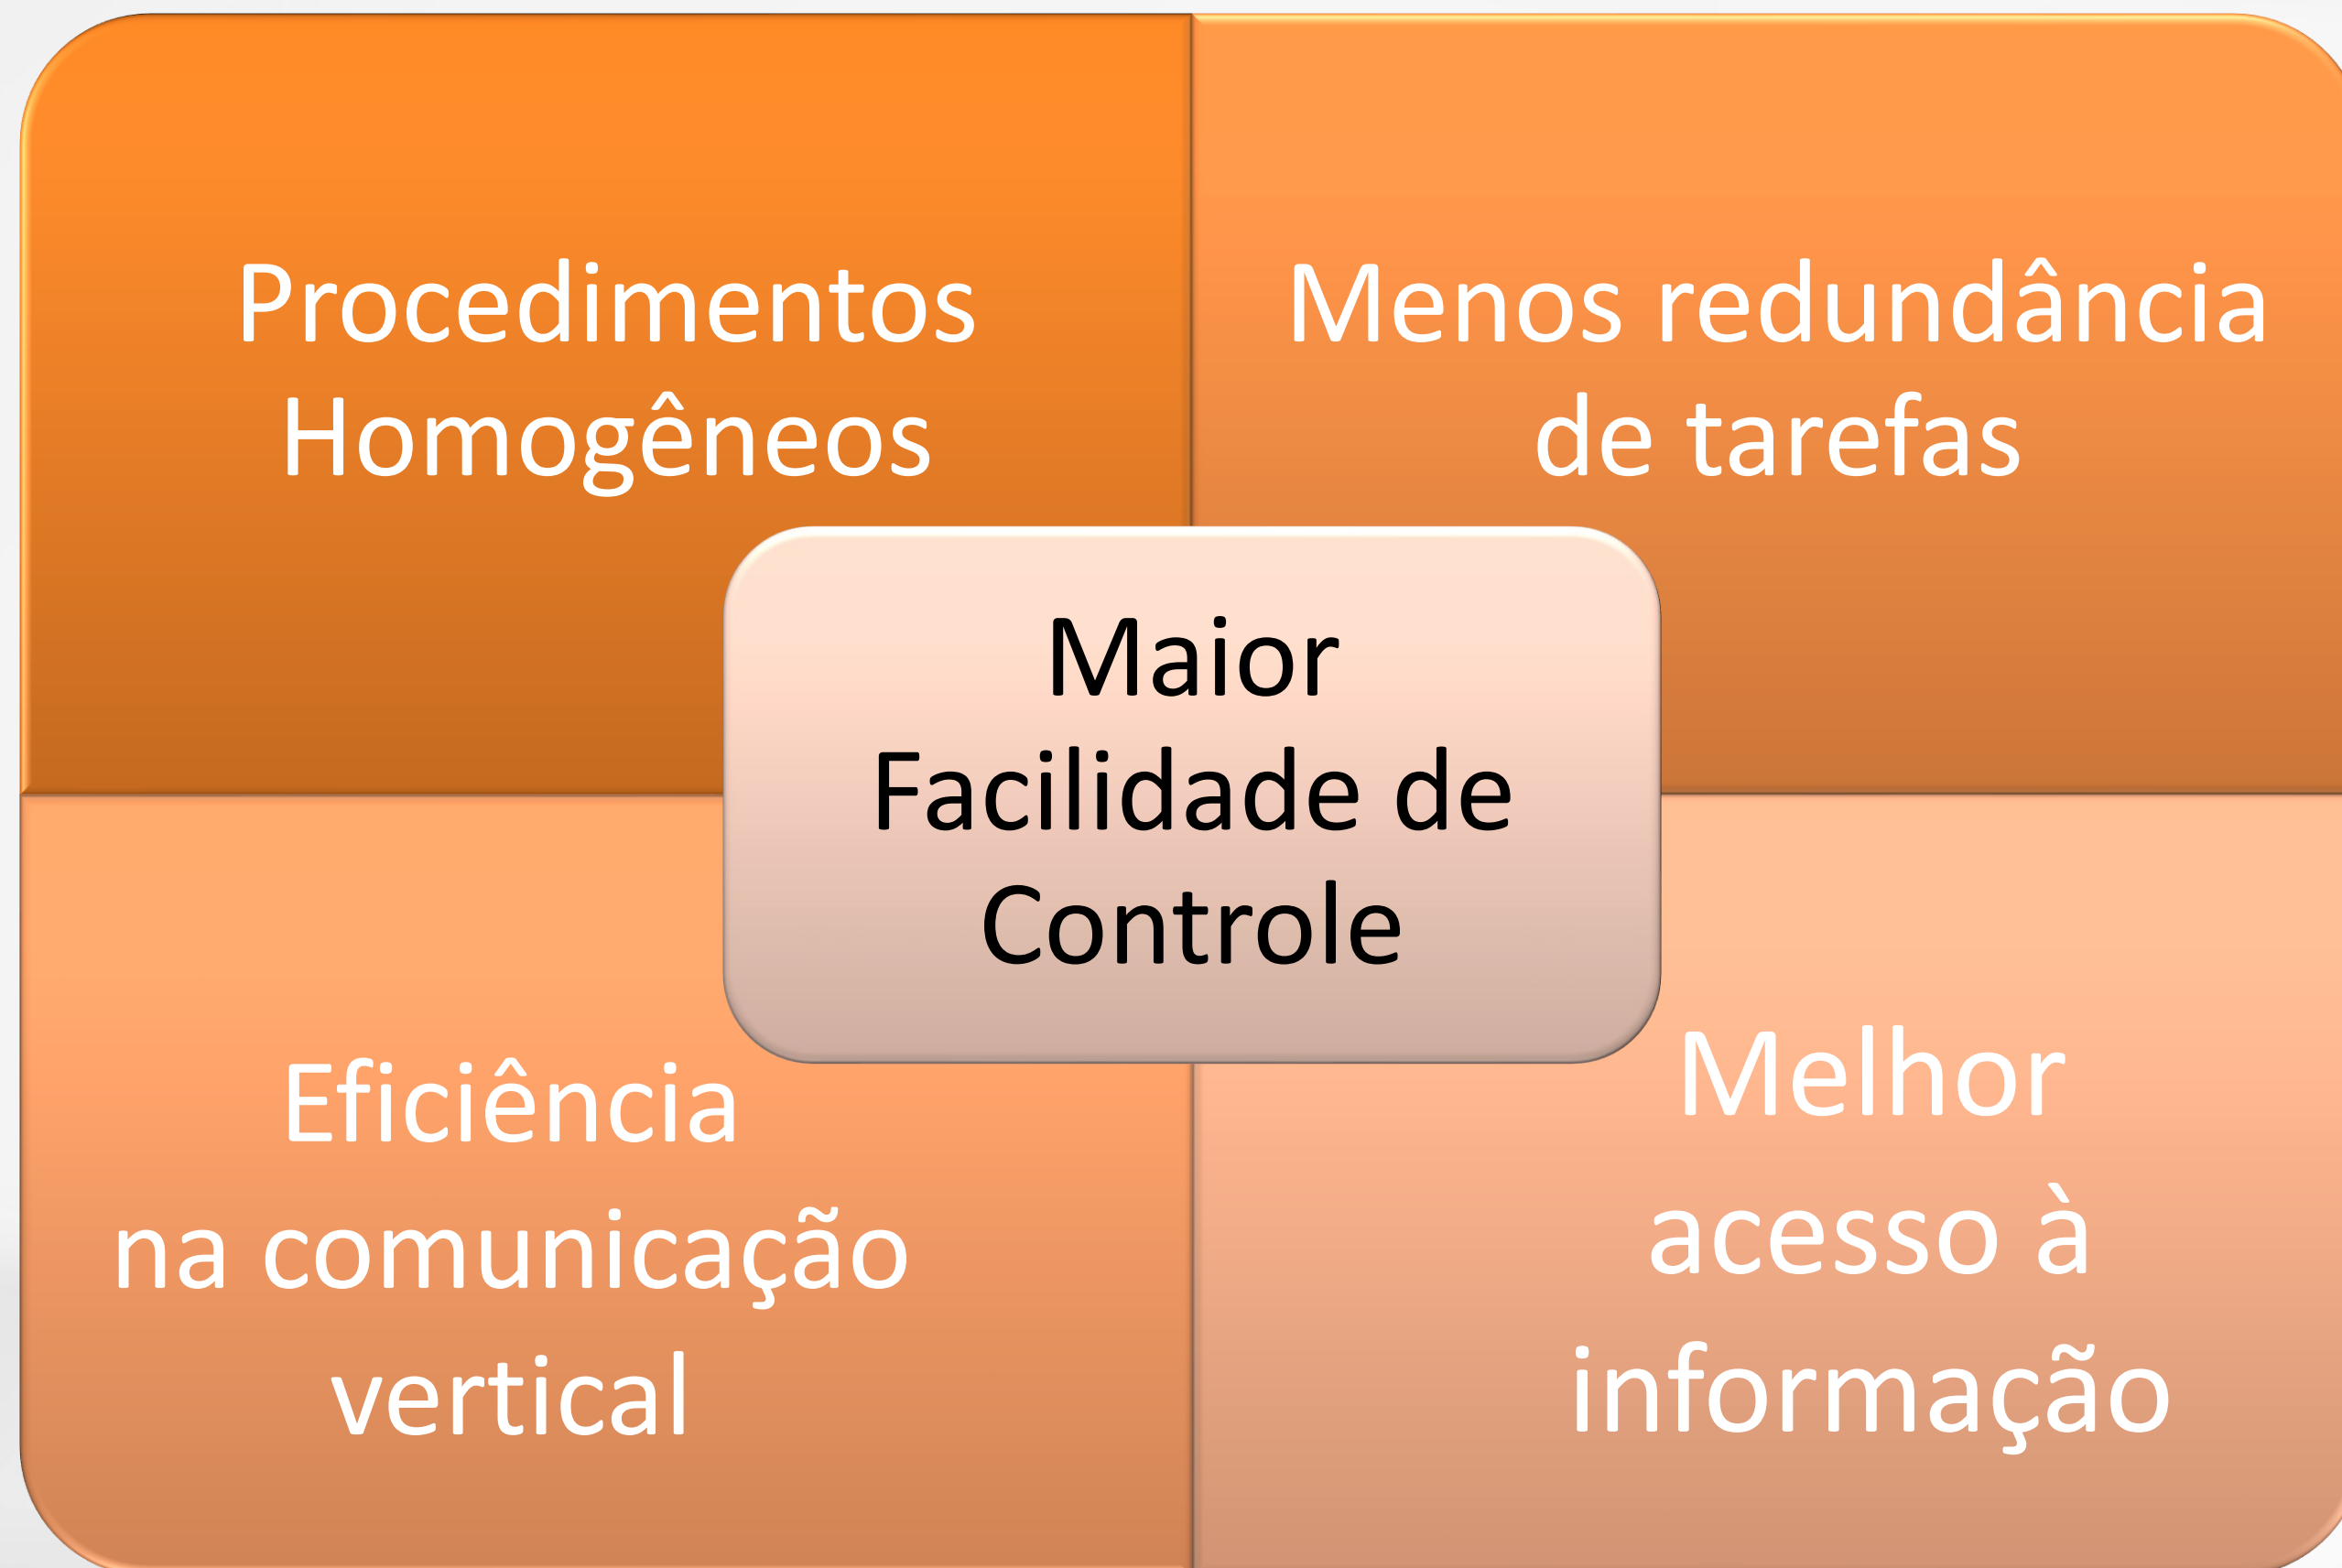 Procedimentos
Homogêneos
Menos redundância
de tarefas
Maior
Facilidade de
Controle
Eficiência
na comunicação
vertical
Melhor
acesso à
informação